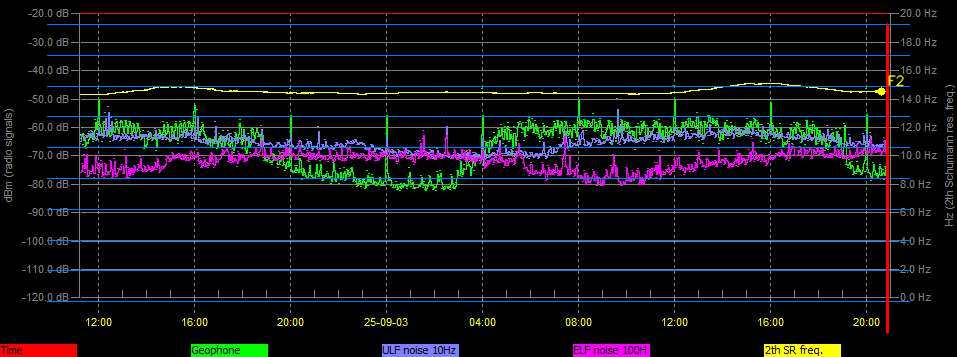 -20.0 dB 20.0 Hz
-30.0 dB 18.0 Hz
-40.0 dB 16.0 Hz
F2
-50.0 dB 14.0 Hz
-60.0 dB 12.0 Hz
-70.0 dB 10.0 Hz
-80.0 dB 8.0 Hz
-90.0 dB 6.0 Hz
-100.0 dB 4.0 Hz
-110.0 dB 2.0 Hz
-120.0 dB 0.0 Hz
dBm (radio signals)
Hz (2th Schumann res. freq.)
12:00 16:00 20:00 25-09-03 04:00 08:00 12:00 16:00 20:00
Time Geophone ULF noise 10Hz ELF noise 100H 2th SR freq.